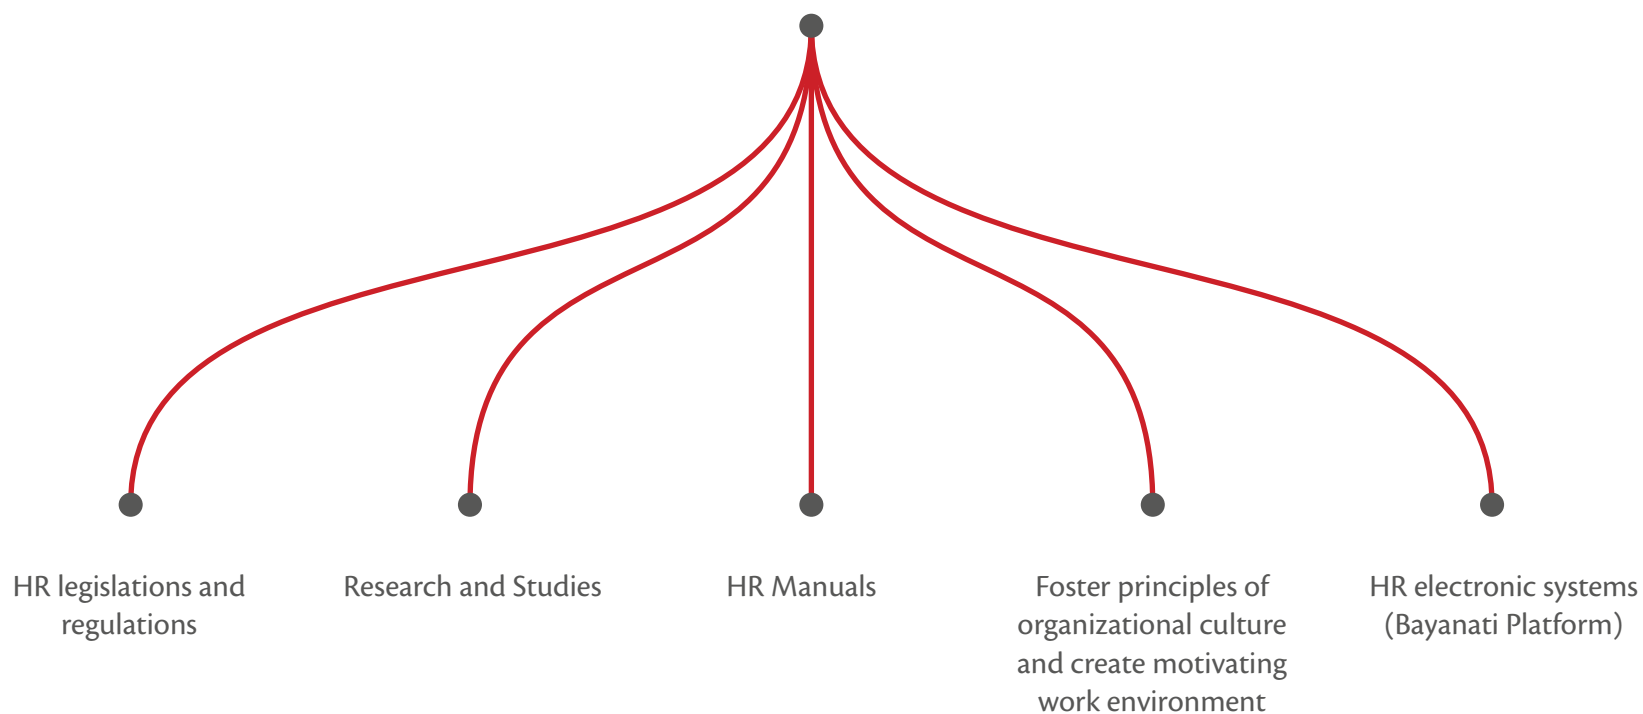 HR legislations and
regulations
Research and Studies
HR Manuals
Foster principles of
organizational culture
and create motivating
work environment
HR electronic systems
(Bayanati Platform)